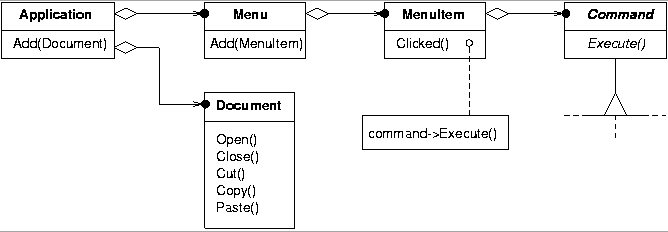 Application
Add(Document)
Menu
Add(MenuItem)
MenuItem
Clicked()
Command
Execute()
command->Execute()
Document
Open()
Close()
Cut()
Copy()
Paste()